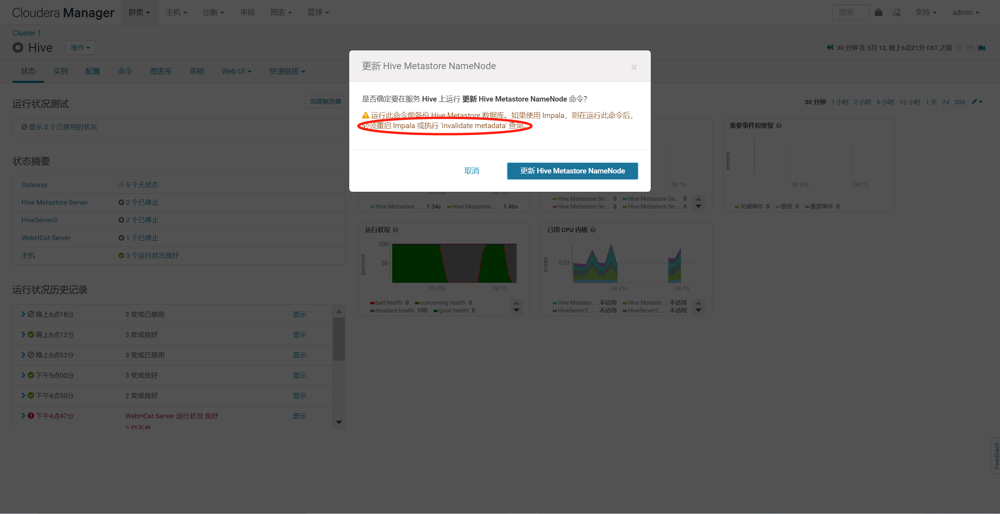 Cloudera Manager 群集 主机 诊断 审核 图表 管理 搜索 支持 admin
Cluster 1
Hive 操作
30 分钟 在 5月 12, 晚上6点21分 CST 之前
状态 实例 配置 命令 图表库 审核 Web UI 快速链接
更新 Hive Metastore NameNode
是否确定要在服务 Hive 上运行 更新 Hive Metastore NameNode 命令?
运行此命令前备份 Hive Metastore 数据库。如果使用 Impala，则在运行此命令后，
必须重启 Impala 或执行 'invalidate metadata' 查询。
取消 更新 Hive Metastore NameNode
运行状况测试 创建触发器
显示 3 个已禁用的状况
状态摘要
Gateway 5 个无状态
Hive Metastore Server 2 个已停止
HiveServer2 2 个已停止
WebHCat Server 1 个已停止
主机 3 个运行状况良好
运行状况历史记录
晚上6点18分 3 变成已禁用 显示
晚上6点12分 3 变成良好 显示
晚上6点03分 3 变成已禁用 显示
下午5点00分 3 变成良好 显示
下午4点50分 2 变成良好 显示
下午4点47分 WebHCat Server 运行状况 良好 显示
2 仍不良
30 分钟 1 小时 2 小时 6 小时 12 小时 1 天 7d 30d
06 PM 06:15
Hive Metastore ... 1.34s Hive Metastore ... 1.46s
06:15
Hive Metastore Se... 0 Hive Metastore Se... 0
Hive Metastore Se... 0 Hive Metastore Se... 0
重要事件和警报
events
06 PM 06:15
关键事件 0 警报 0 重要事件 0
运行状况
percent
100
50
06 PM 06:15
bad health 0 concerning health 0
disabled health 100 good health 0
已用 CPU 内核
cores
0.01
06 PM 06:15
Hive Metasto... 不适用 Hive Metasto... 不适用
HiveServer2 ... 不适用 HiveServer2 ... 不适用
Feedback